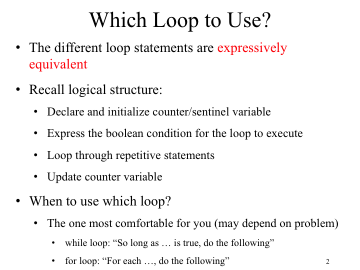 Which Loop to Use?
• The different loop statements are expressively
equivalent
• Recall logical structure:
• Declare and initialize counter/sentinel variable
• Express the boolean condition for the loop to execute
• Loop through repetitive statements
• Update counter variable
• When to use which loop?
• The one most comfortable for you (may depend on problem)
• while loop: “So long as … is true, do the following”
• for loop: “For each …, do the following”
2